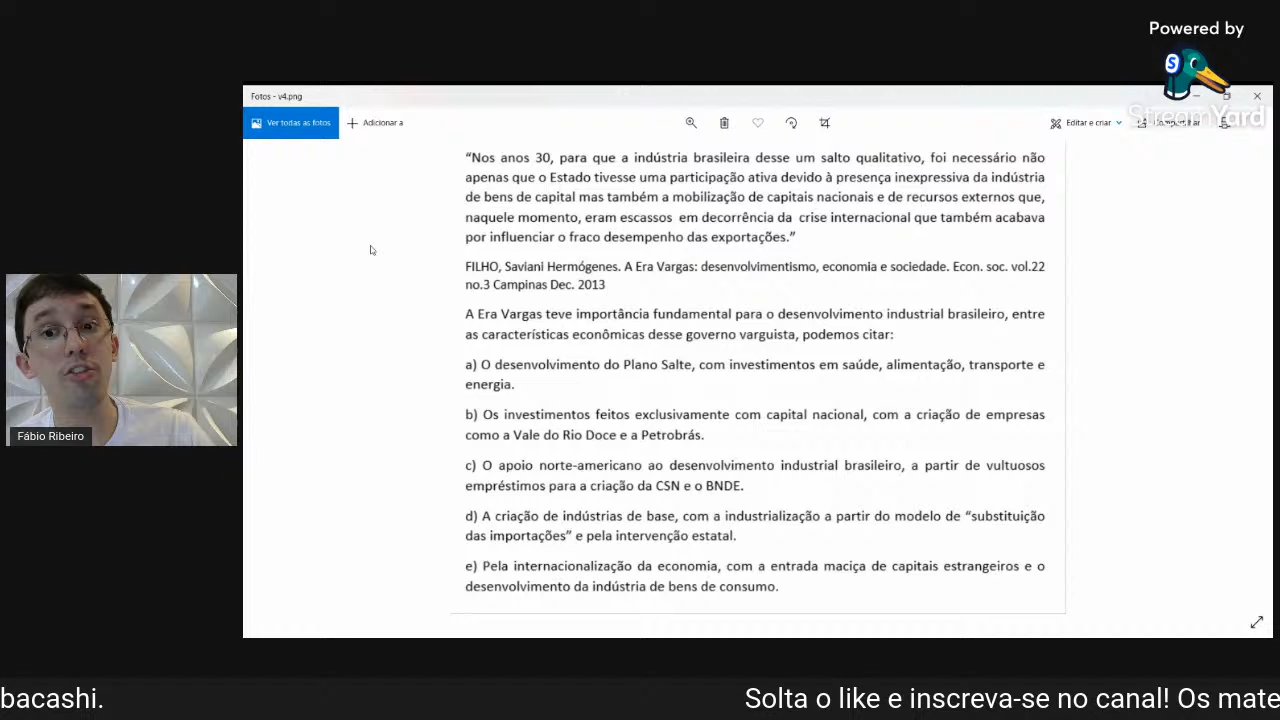 Powered by
StreamYard
Fotos - v4.png
Ver todas as fotos
Adicionar a
Editar e criar
Compartilhar
“Nos anos 30, para que a indústria brasileira desse um salto qualitativo, foi necessário não
apenas que o Estado tivesse uma participação ativa devido à presença inexpressiva da indústria
de bens de capital mas também a mobilização de capitais nacionais e de recursos externos que,
naquele momento, eram escassos em decorrência da crise internacional que também acabava
por influenciar o fraco desempenho das exportações.”
FILHO, Saviani Hermógenes. A Era Vargas: desenvolvimentismo, economia e sociedade. Econ. soc. vol.22
no.3 Campinas Dec. 2013
A Era Vargas teve importância fundamental para o desenvolvimento industrial brasileiro, entre
as características econômicas desse governo varguista, podemos citar:
a) O desenvolvimento do Plano Salte, com investimentos em saúde, alimentação, transporte e
energia.
b) Os investimentos feitos exclusivamente com capital nacional, com a criação de empresas
como a Vale do Rio Doce e a Petrobrás.
c) O apoio norte-americano ao desenvolvimento industrial brasileiro, a partir de vultuosos
empréstimos para a criação da CSN e o BNDE.
d) A criação de indústrias de base, com a industrialização a partir do modelo de “substituição
das importações” e pela intervenção estatal.
e) Pela internacionalização da economia, com a entrada maciça de capitais estrangeiros e o
desenvolvimento da indústria de bens de consumo.
Fábio Ribeiro
bacashi.
Solta o like e inscreva-se no canal! Os mate